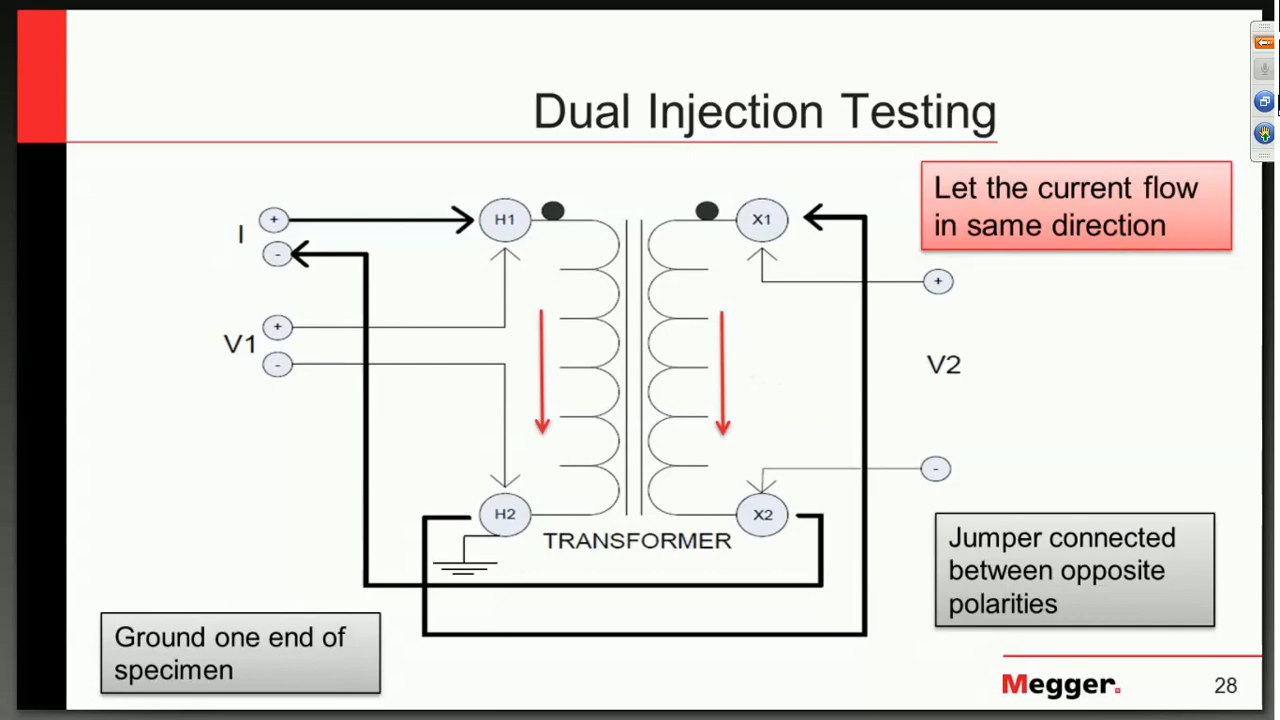 Dual Injection Testing
Let the current flow
in same direction
I
+
-
H1
X1
+
V1
+
-
V2
-
H2
X2
TRANSFORMER
Jumper connected
between opposite
polarities
Ground one end of
specimen
Megger.
28